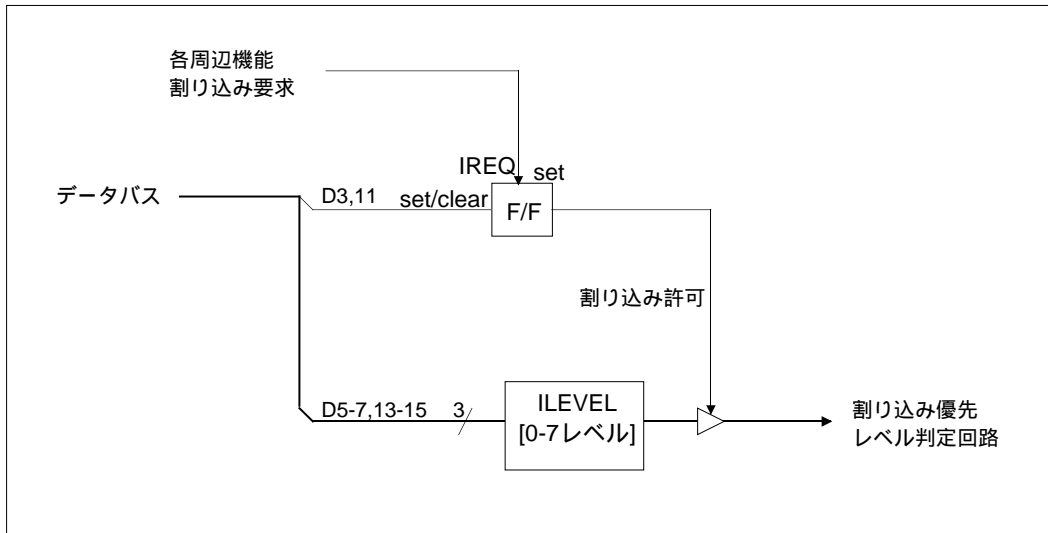 各周辺機能
割り込み要求
IREQ
set
データバス
D3,11
set/clear
F/F
割り込み許可
D5-7,13-15
3
ILEVEL
[0-7レベル]
割り込み優先
レベル判定回路